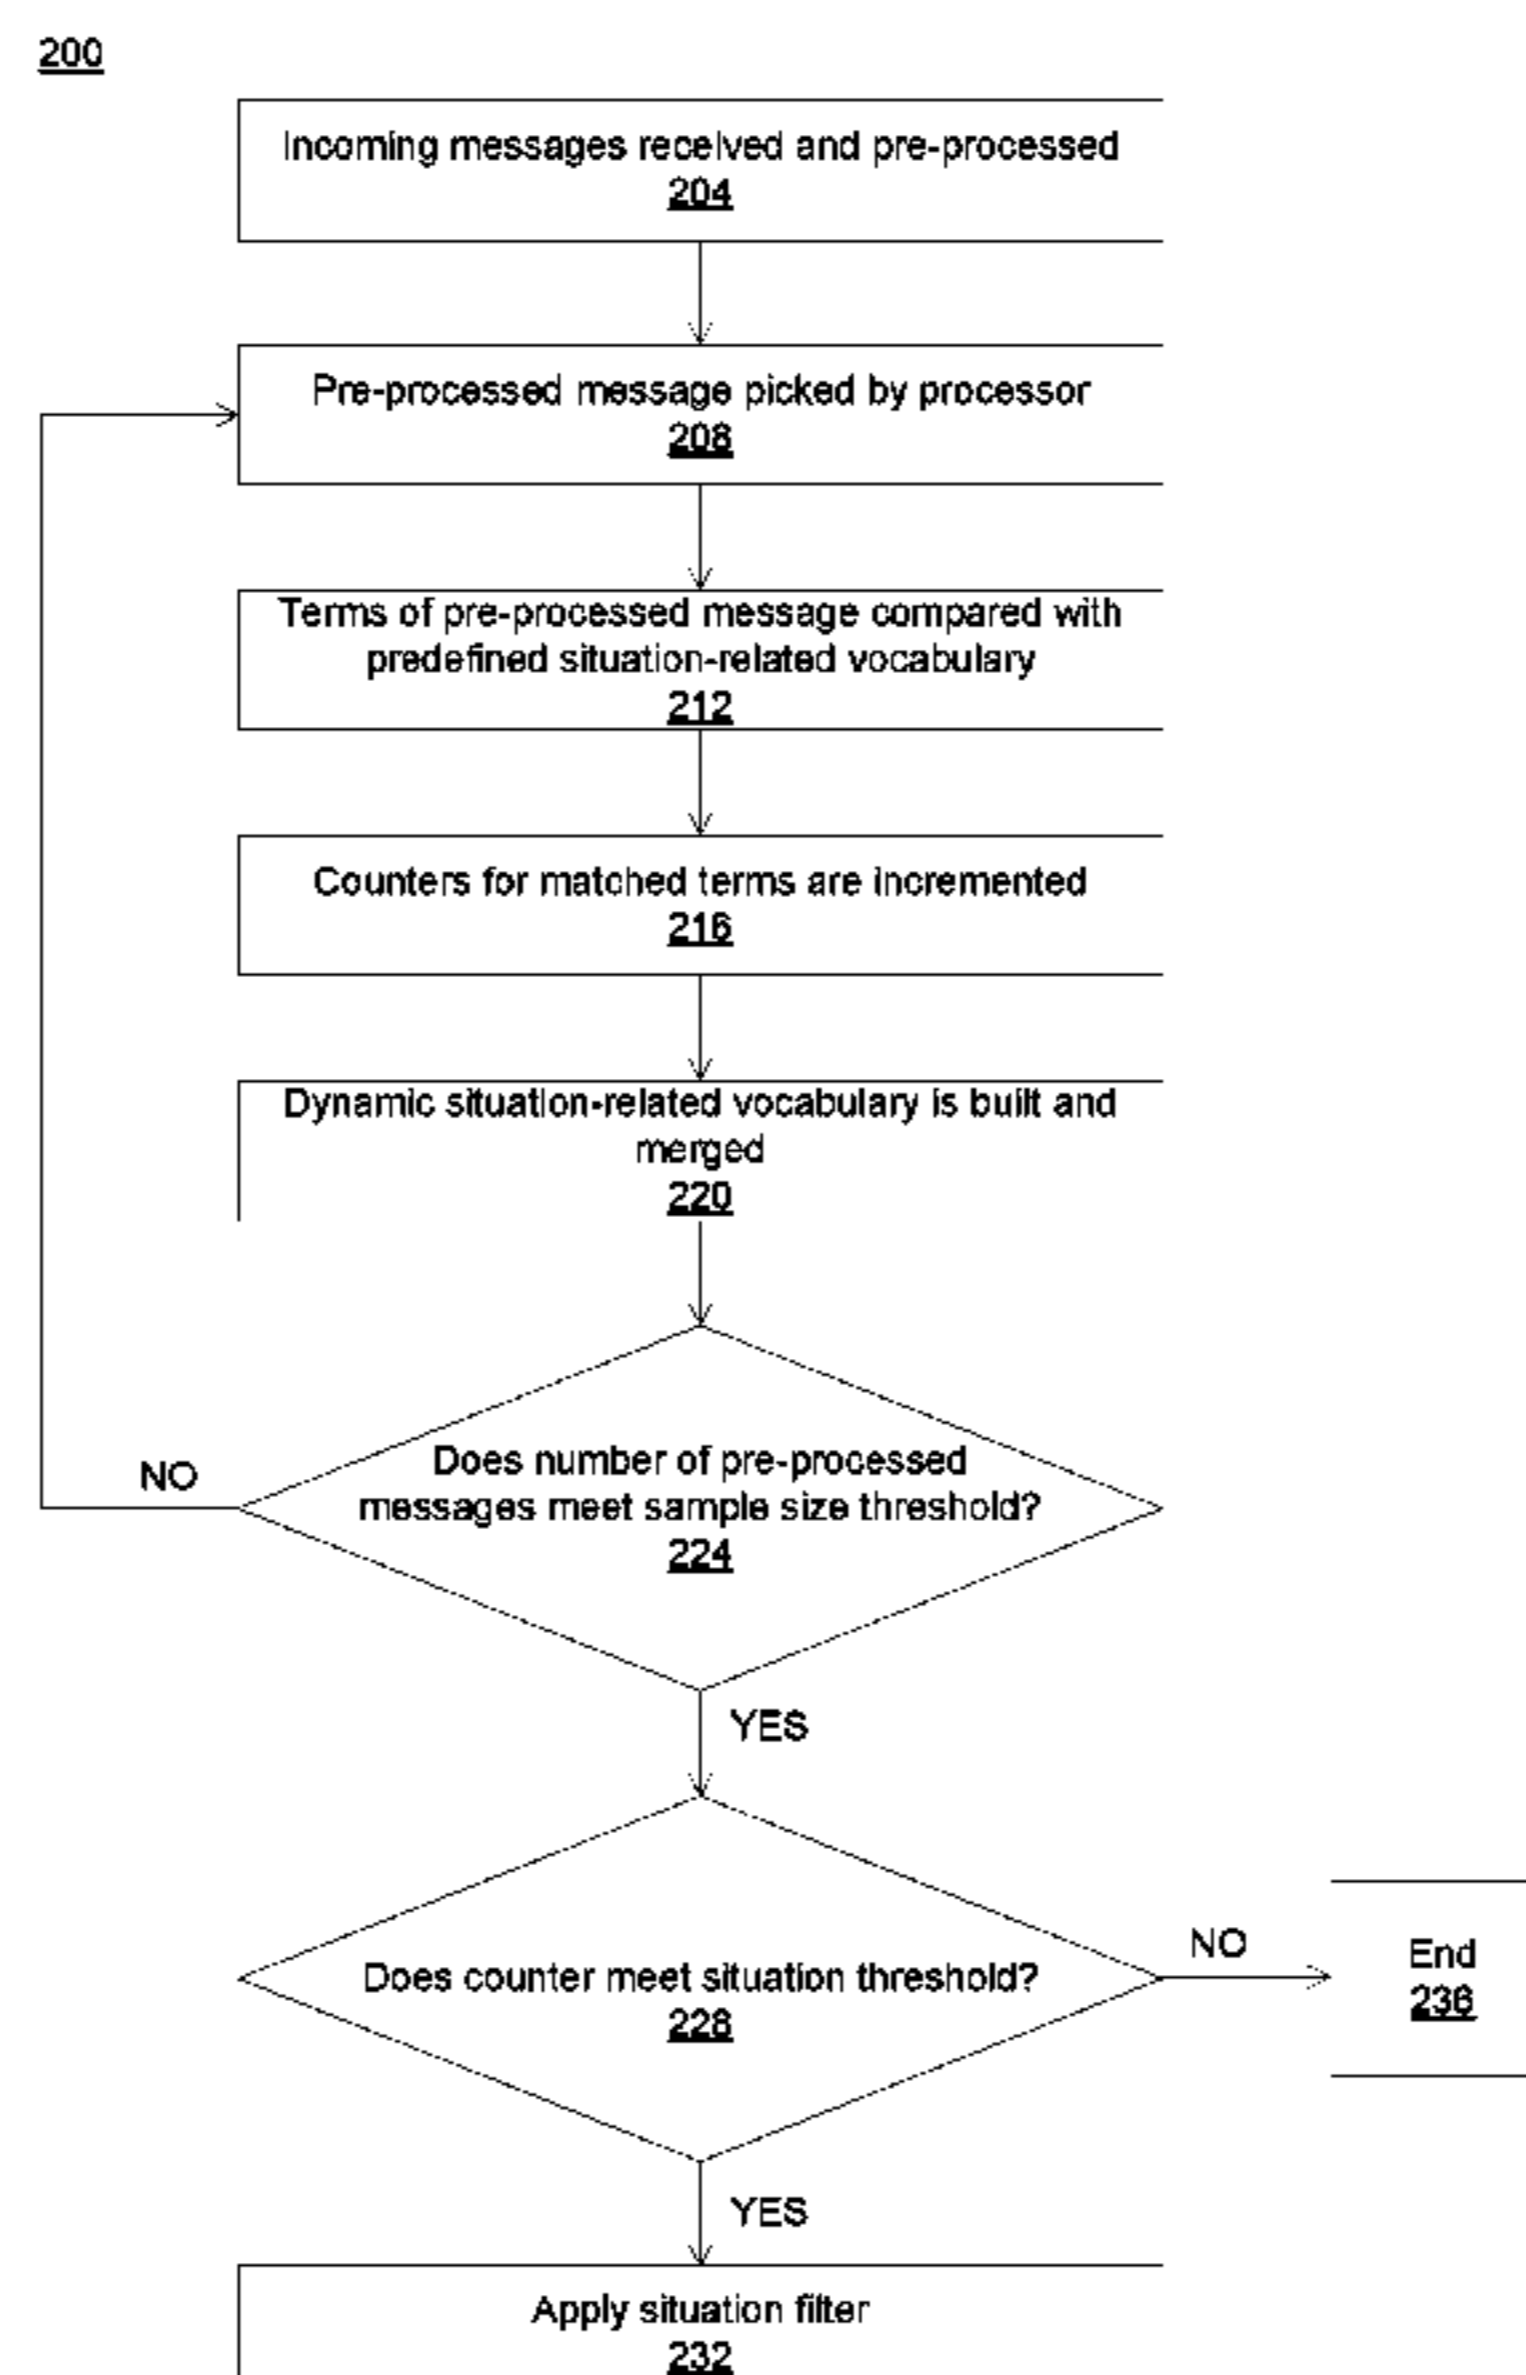 200
Incoming messages received and pre-processed
204
Pre-processed message picked by processor
208
Terms of pre-processed message compared with
predefined situation-related vocabulary
212
Counters for matched terms are incremented
216
Dynamic situation-related vocabulary is built and
merged
220
Does number of pre-processed
messages meet sample size threshold?
224
NO
YES
Does counter meet situation threshold?
228
NO
End
236
YES
Apply situation filter
232